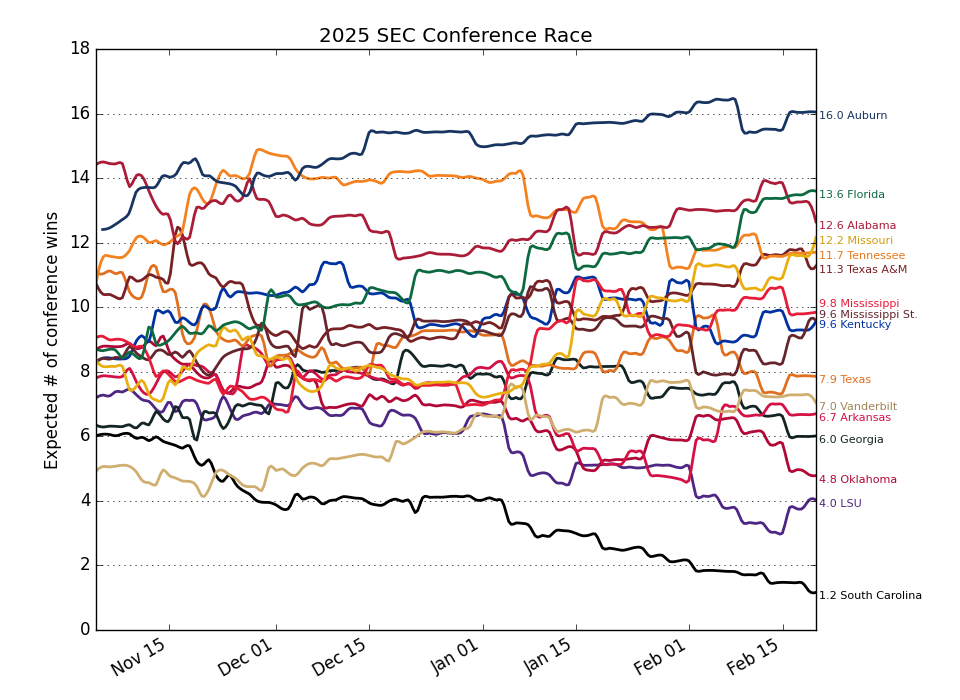 2025 SEC Conference Race
Expected # of conference wins
18
16
14
12
10
8
6
4
2
0
Nov 15
Dec 01
Dec 15
Jan 01
Jan 15
Feb 01
Feb 15
16.0 Auburn
13.6 Florida
12.6 Alabama
12.2 Missouri
11.7 Tennessee
11.3 Texas A&M
9.8 Mississippi
9.6 Mississippi St.
9.6 Kentucky
7.9 Texas
7.0 Vanderbilt
6.7 Arkansas
6.0 Georgia
4.8 Oklahoma
4.0 LSU
1.2 South Carolina